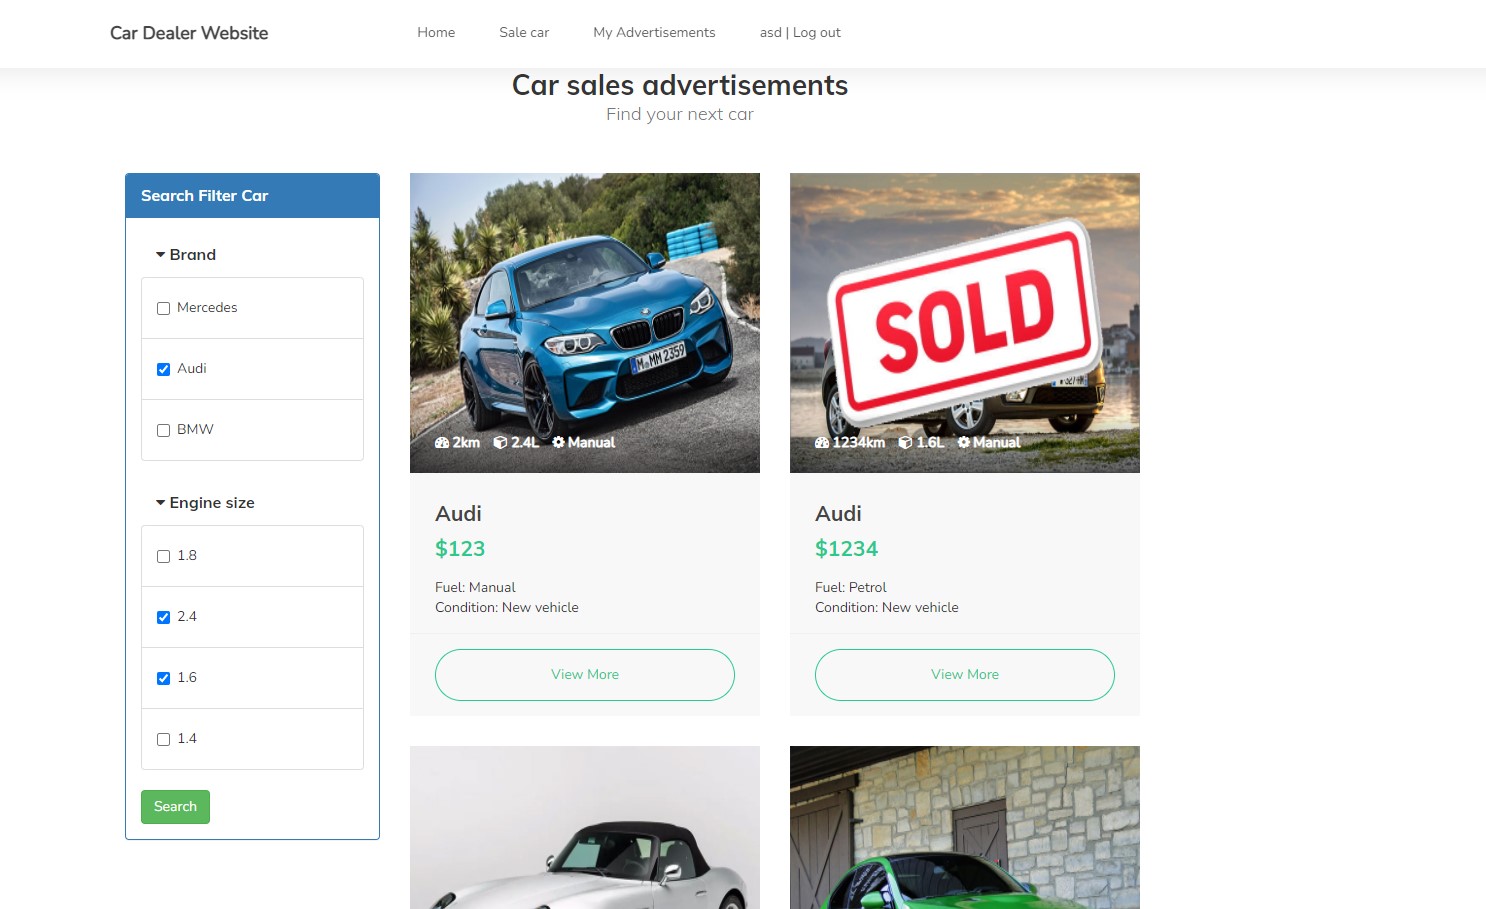 Car Dealer Website
Home
Sale car
My Advertisements
asd | Log out
Car sales advertisements
Find your next car
Search Filter Car
Brand
Mercedes
Audi
BMW
Engine size
1.8
2.4
1.6
1.4
Search
M MM 2359
2km 2.4L Manual
Audi
$123
Fuel: Manual
Condition: New vehicle
View More
SOLD
1234km 1.6L Manual
Audi
$1234
Fuel: Petrol
Condition: New vehicle
View More